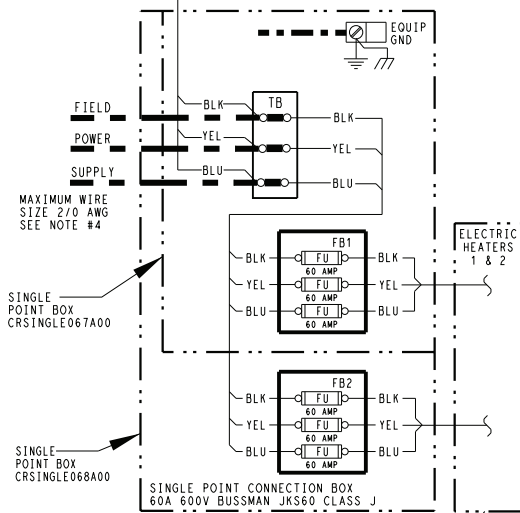 EQUIP
GND
TB
FIELD
BLK
BLK
POWER
YEL
YEL
SUPPLY
BLU
BLU
MAXIMUM WIRE
SIZE 2/0 AWG
SEE NOTE #4
ELECTRIC
HEATERS
1 & 2
FB1
BLK
FU
BLK
60 AMP
YEL
FU
YEL
60 AMP
BLU
FU
BLU
60 AMP
SINGLE
POINT BOX
CRSINGLE067A00
FB2
BLK
FU
BLK
60 AMP
YEL
FU
YEL
60 AMP
BLU
FU
BLU
60 AMP
SINGLE
POINT BOX
CRSINGLE068A00
SINGLE POINT CONNECTION BOX
60A 600V BUSSMAN JKS60 CLASS J